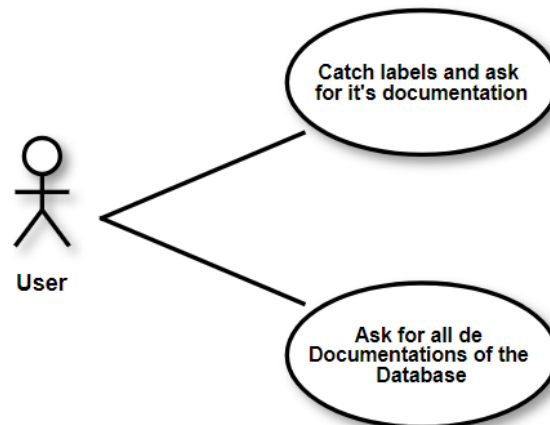 Catch labels and ask
for it's documentation
User
Ask for all de
Documentations of the
Database